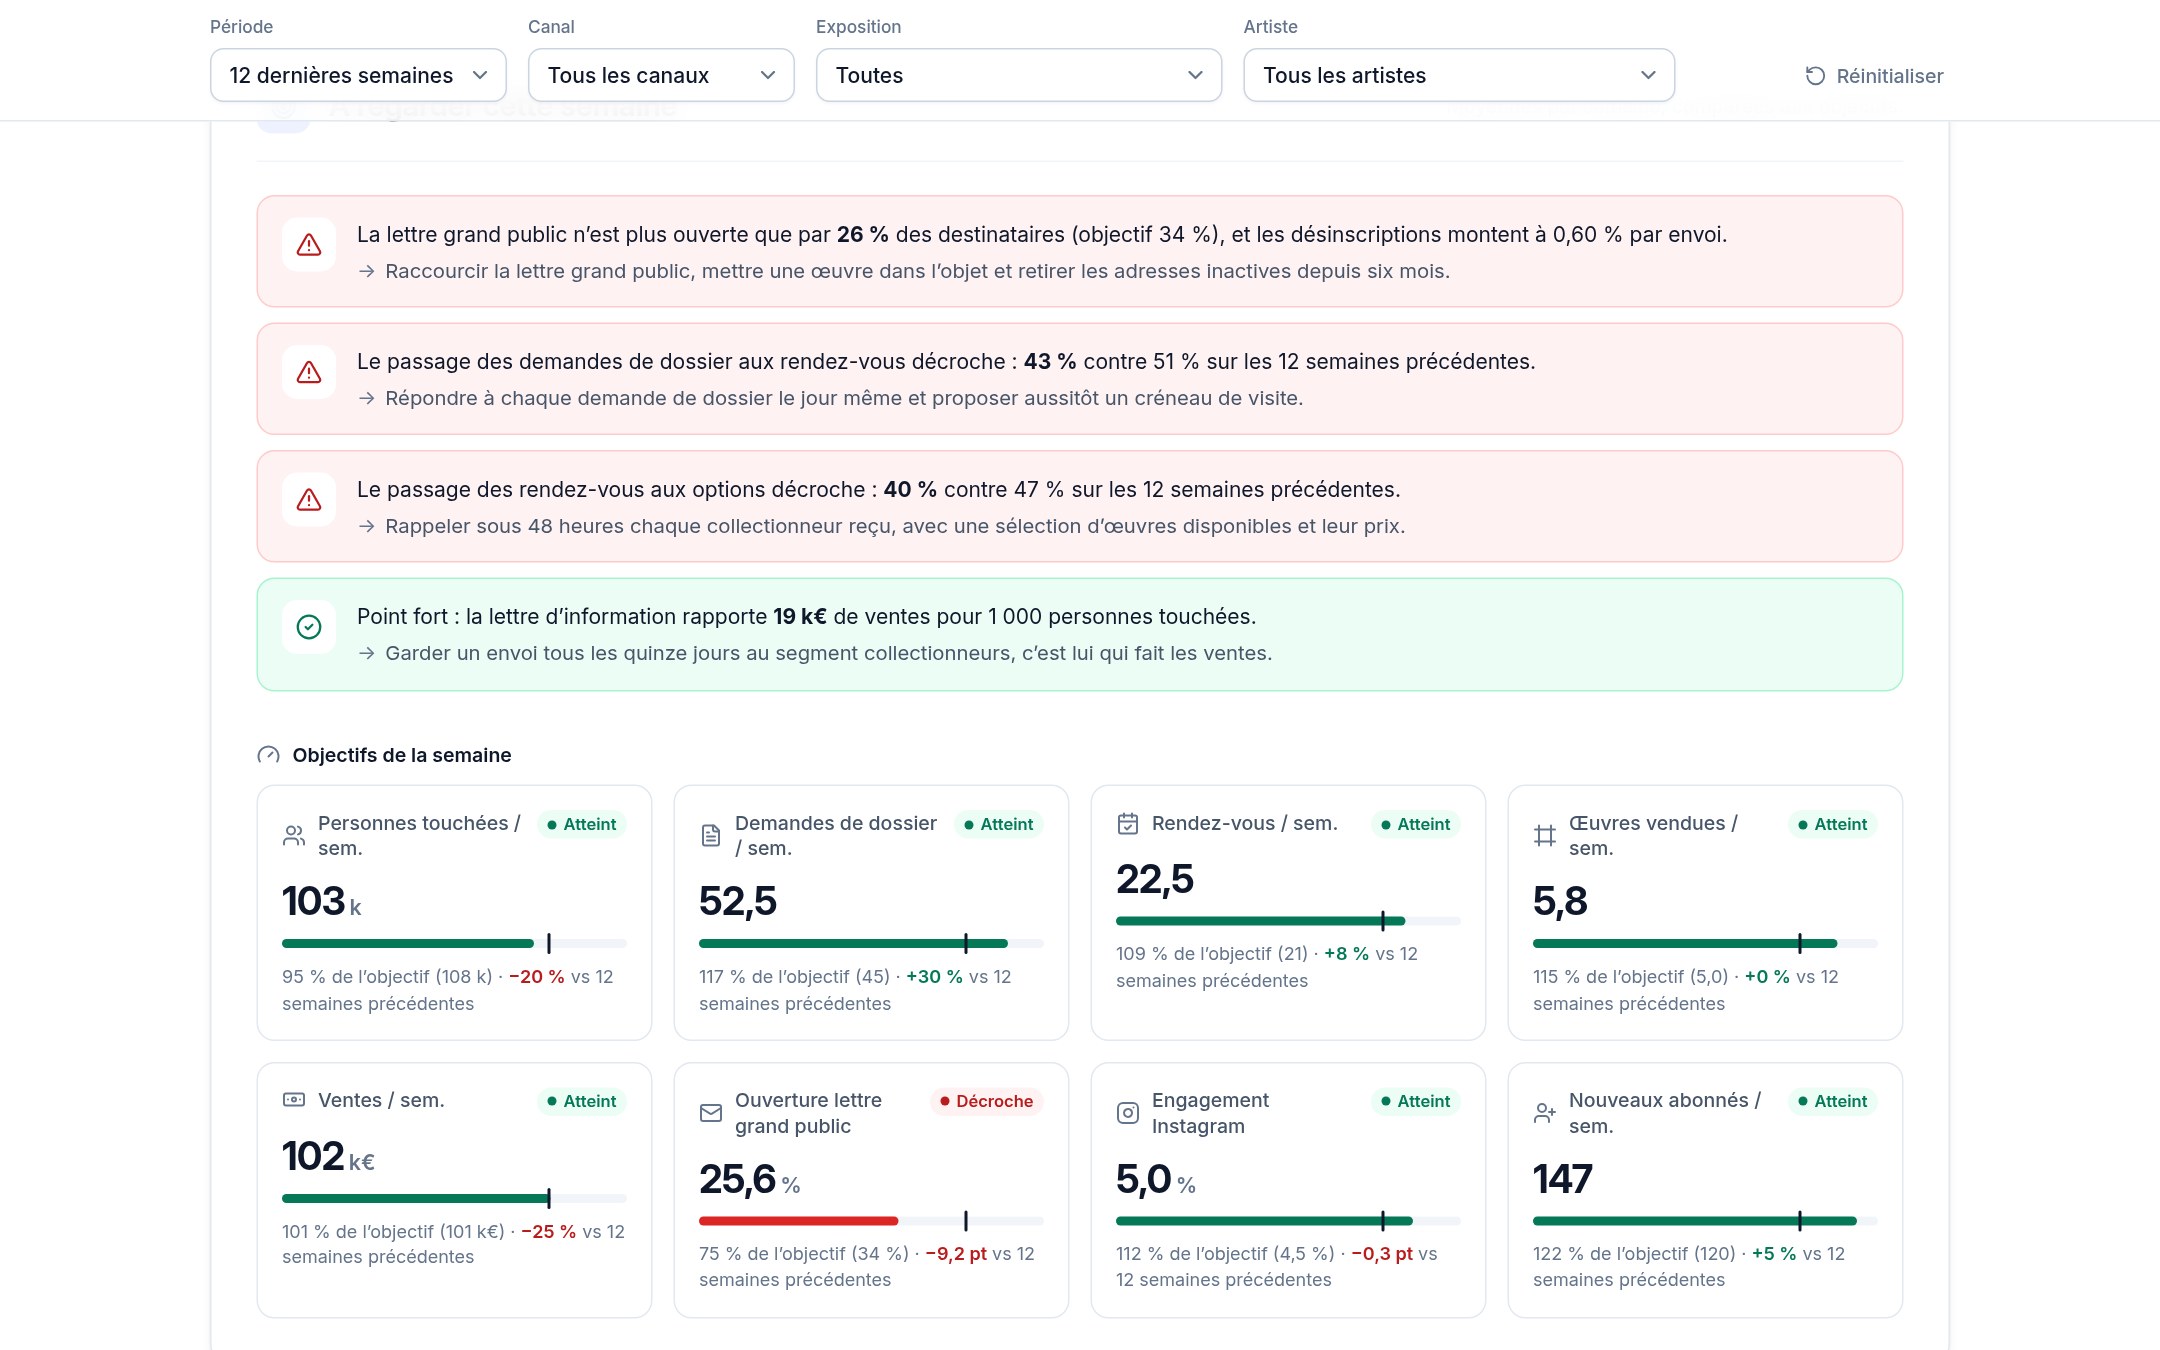 Période
Canal
Exposition
Artiste
12 dernières semaines
Tous les canaux
Toutes
Tous les artistes
Réinitialiser
À regarder cette semaine
La lettre grand public n’est plus ouverte que par 26 % des destinataires (objectif 34 %), et les désinscriptions montent à 0,60 % par envoi.
→ Raccourcir la lettre grand public, mettre une œuvre dans l’objet et retirer les adresses inactives depuis six mois.
Le passage des demandes de dossier aux rendez-vous décroche : 43 % contre 51 % sur les 12 semaines précédentes.
→ Répondre à chaque demande de dossier le jour même et proposer aussitôt un créneau de visite.
Le passage des rendez-vous aux options décroche : 40 % contre 47 % sur les 12 semaines précédentes.
→ Rappeler sous 48 heures chaque collectionneur reçu, avec une sélection d’œuvres disponibles et leur prix.
Point fort : la lettre d’information rapporte 19 k€ de ventes pour 1 000 personnes touchées.
→ Garder un envoi tous les quinze jours au segment collectionneurs, c’est lui qui fait les ventes.
Objectifs de la semaine
Personnes touchées /
sem.
Atteint
103 k
95 % de l’objectif (108 k) · −20 % vs 12
semaines précédentes
Demandes de dossier
/ sem.
Atteint
52,5
117 % de l’objectif (45) · +30 % vs 12
semaines précédentes
Rendez-vous / sem.
Atteint
22,5
109 % de l’objectif (21) · +8 % vs 12
semaines précédentes
Œuvres vendues /
sem.
Atteint
5,8
115 % de l’objectif (5,0) · +0 % vs 12
semaines précédentes
Ventes / sem.
Atteint
102 k€
101 % de l’objectif (101 k€) · −25 % vs 12
semaines précédentes
Ouverture lettre
grand public
Décroche
25,6 %
75 % de l’objectif (34 %) · −9,2 pt vs 12
semaines précédentes
Engagement
Instagram
Atteint
5,0 %
112 % de l’objectif (4,5 %) · −0,3 pt vs
12 semaines précédentes
Nouveaux abonnés /
sem.
Atteint
147
122 % de l’objectif (120) · +5 % vs 12
semaines précédentes